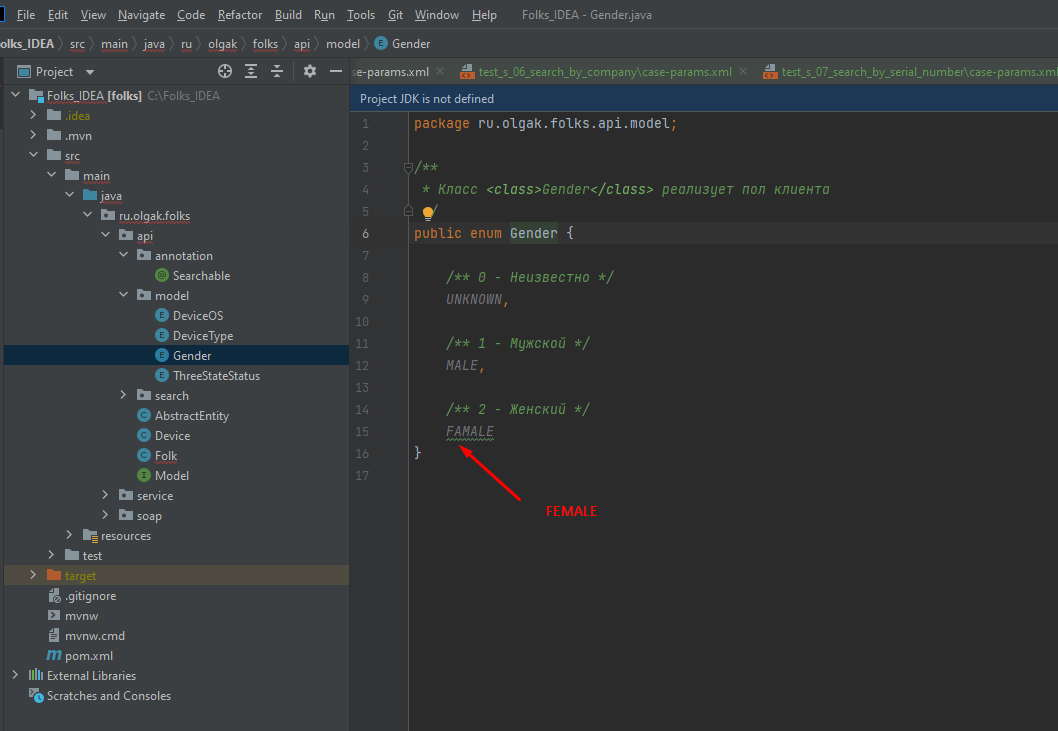 File Edit View Navigate Code Refactor Build Run Tools Git Window Help Folks_IDEA - Gender.java
olks_IDEA src main java ru olgak folks api model Gender
Project
se-params.xml test_s_06_search_by_company\case-params.xml test_s_07_search_by_serial_number\case-params.xml
Folks_IDEA [folks] C:\Folks_IDEA
.idea
.mvn
src
main
java
ru.olgak.folks
api
annotation
Searchable
model
DeviceOS
DeviceType
Gender
ThreeStateStatus
search
AbstractEntity
Device
Folk
Model
service
soap
resources
test
target
.gitignore
mvnw
mvnw.cmd
pom.xml
External Libraries
Scratches and Consoles
Project JDK is not defined
1 package ru.olgak.folks.api.model;
2
3 /**
4 * Класс <class>Gender</class> реализует пол клиента
5 /
6 public enum Gender {
7
8 /** 0 - Неизвестно */
9 UNKNOWN,
10
11 /** 1 - Мужской */
12 MALE,
13
14 /** 2 - Женский */
15 FAMALE
16 }
17
FEMALE